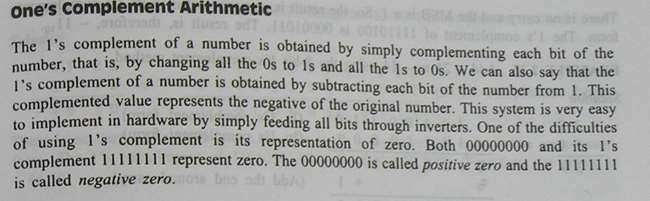 One's Complement Arithmetic
The 1's complement of a number is obtained by simply complementing each bit of the
number, that is, by changing all the 0s to 1s and all the 1s to 0s. We can also say that the
1's complement of a number is obtained by subtracting each bit of the number from 1. This
complemented value represents the negative of the original number. This system is very easy
to implement in hardware by simply feeding all bits through inverters. One of the difficulties
of using 1's complement is its representation of zero. Both 00000000 and its 1's
complement 11111111 represent zero. The 00000000 is called positive zero and the 11111111
is called negative zero.